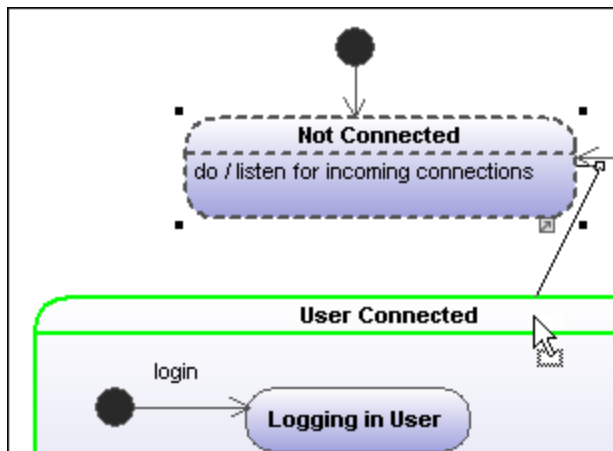 Not Connected
do / listen for incoming connections
User Connected
login
Logging in User